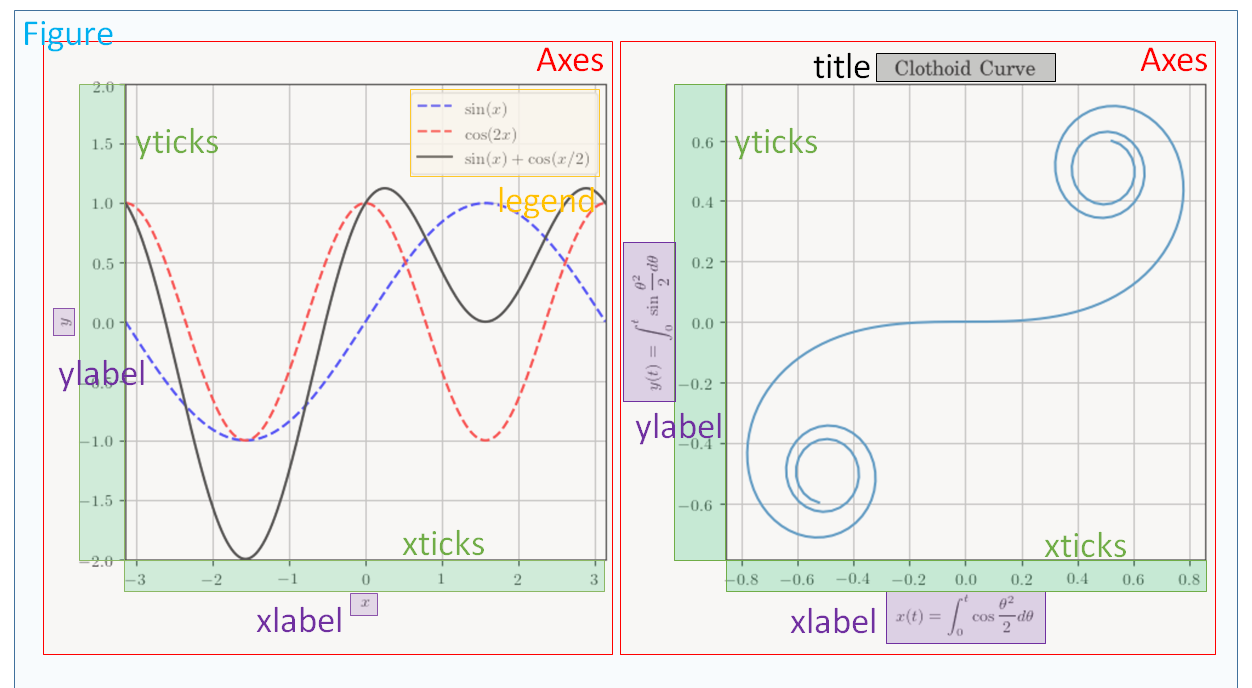 Figure
Axes
2.0
yticks
1.5
1.0
0.5
0.0
−0.5
−1.0
−1.5
−2.0
sin(x)
cos(2x)
sin(x) + cos(x/2)
legend
y
ylabel
xticks
−3 −2 −1 0 1 2 3
xlabel x
Axes
title Clothoid Curve
yticks
0.6
0.4
0.2
0.0
−0.2
−0.4
−0.6
y(t) = ∫₀ᵗ sin θ²/2 dθ
ylabel
xticks
−0.8 −0.6 −0.4 −0.2 0.0 0.2 0.4 0.6 0.8
xlabel x(t) = ∫₀ᵗ cos θ²/2 dθ